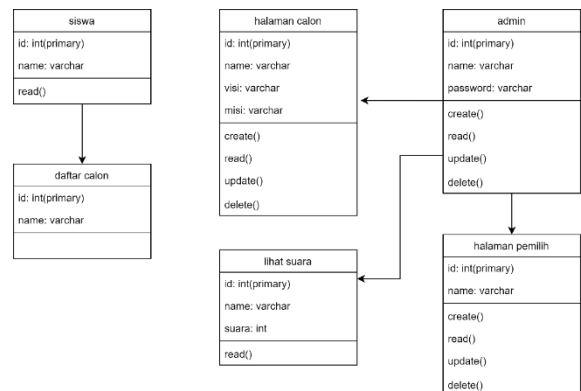 siswa
id: int(primary)
name: varchar
read()
daftar calon
id: int(primary)
name: varchar
halaman calon
id: int(primary)
name: varchar
visi: varchar
misi: varchar
create()
read()
update()
delete()
lihat suara
id: int(primary)
name: varchar
suara: int
read()
admin
id: int(primary)
name: varchar
password: varchar
create()
read()
update()
delete()
halaman pemilih
id: int(primary)
name: varchar
create()
read()
update()
delete()